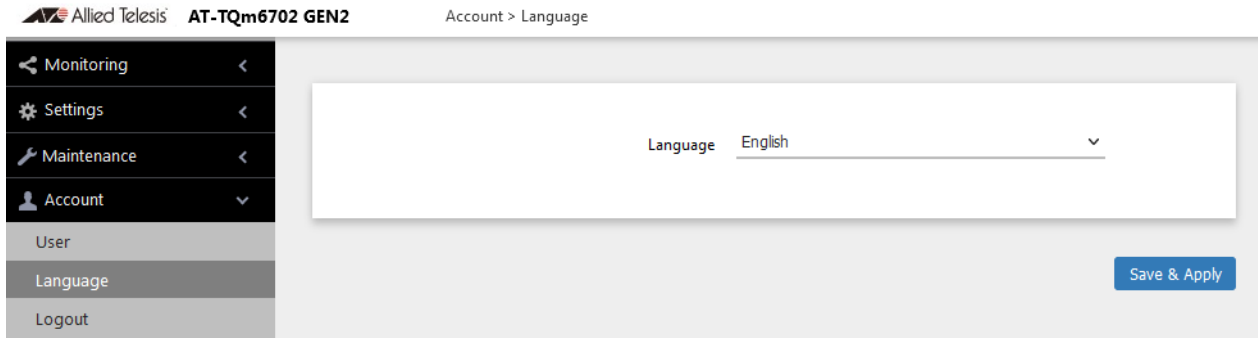 Allied Telesis AT-TQm6702 GEN2 Account > Language
Monitoring
Settings
Maintenance
Account
User
Language
Logout
Language English
Save & Apply